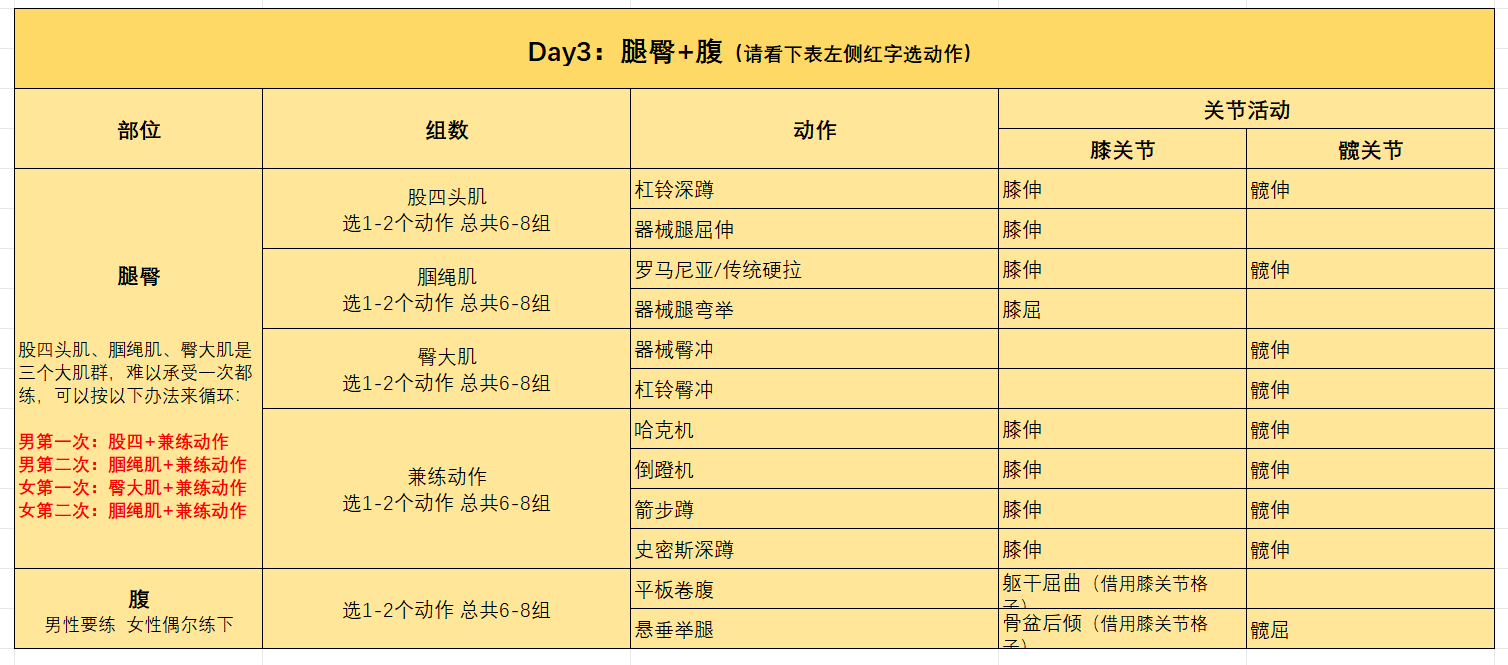 Day3：腿臀+腹（请看下表左侧红字选动作）
部位
组数
动作
关节活动
膝关节
髋关节
腿臀
股四头肌、腘绳肌、臀大肌是
三个大肌群，难以承受一次都
练，可以按以下办法来循环：
男第一次：股四+兼练动作
男第二次：腘绳肌+兼练动作
女第一次：臀大肌+兼练动作
女第二次：腘绳肌+兼练动作
股四头肌
选1-2个动作 总共6-8组
杠铃深蹲
膝伸
髋伸
器械腿屈伸
膝伸
腘绳肌
选1-2个动作 总共6-8组
罗马尼亚/传统硬拉
膝伸
髋伸
器械腿弯举
膝屈
臀大肌
选1-2个动作 总共6-8组
器械臀冲
髋伸
杠铃臀冲
髋伸
兼练动作
选1-2个动作 总共6-8组
哈克机
膝伸
髋伸
倒蹬机
膝伸
髋伸
箭步蹲
膝伸
髋伸
史密斯深蹲
膝伸
髋伸
腹
男性要练 女性偶尔练下
选1-2个动作 总共6-8组
平板卷腹
躯干屈曲（借用膝关节格
子）
悬垂举腿
骨盆后倾（借用膝关节格
子）
髋屈